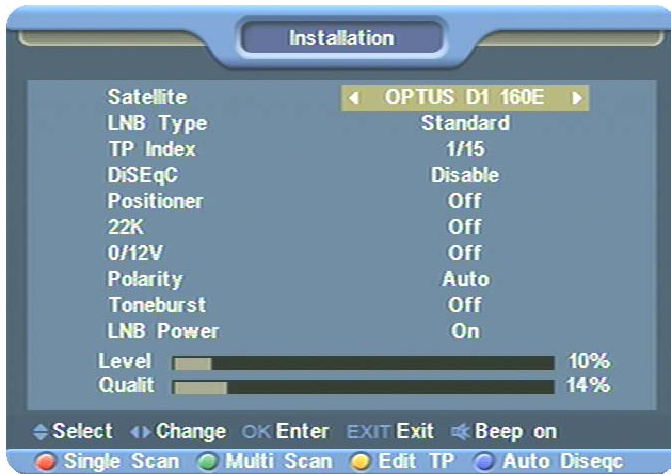 Installation
Satellite OPTUS D1 160E
LNB Type Standard
TP Index 1/15
DiSEqC Disable
Positioner Off
22K Off
0/12V Off
Polarity Auto
Toneburst Off
LNB Power On
Level 10%
Qualit 14%
Select Change OK Enter EXIT Exit Beep on
Single Scan Multi Scan Edit TP Auto Diseqc